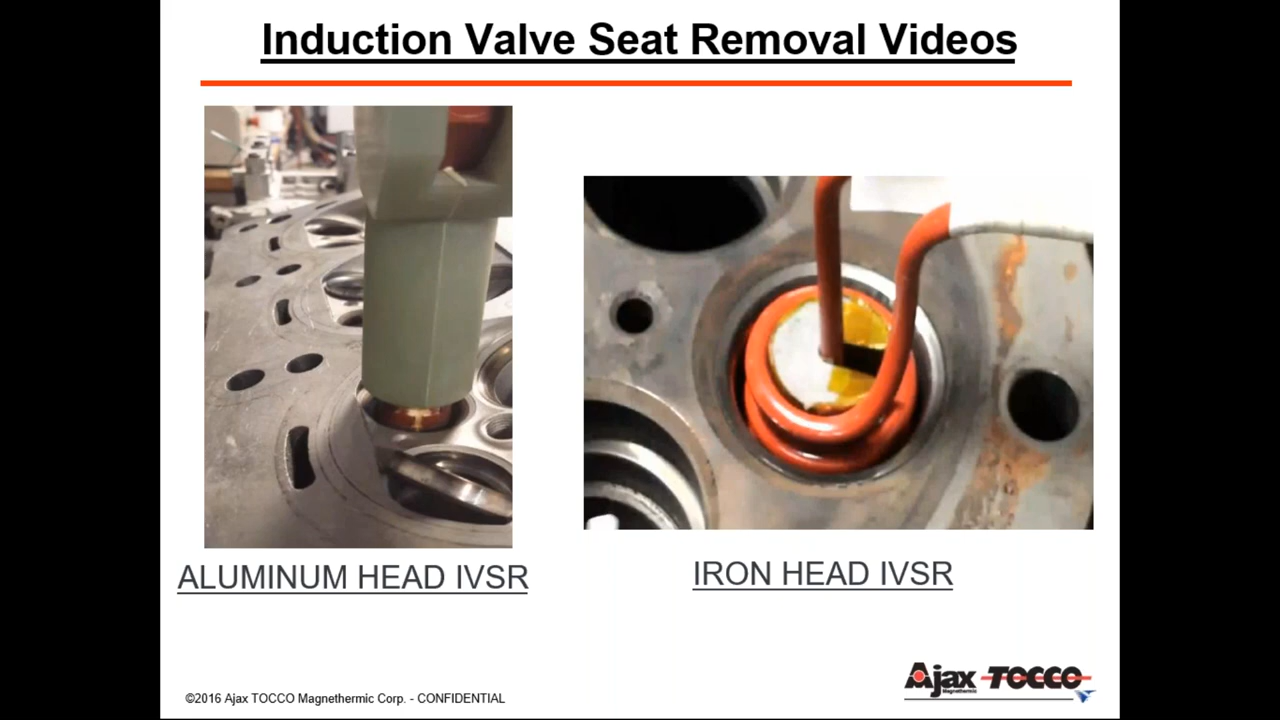 Induction Valve Seat Removal Videos
ALUMINUM HEAD IVSR
IRON HEAD IVSR
©2016 Ajax TOCCO Magnethermic Corp. - CONFIDENTIAL
Ajax TOCCO
Magnethermic